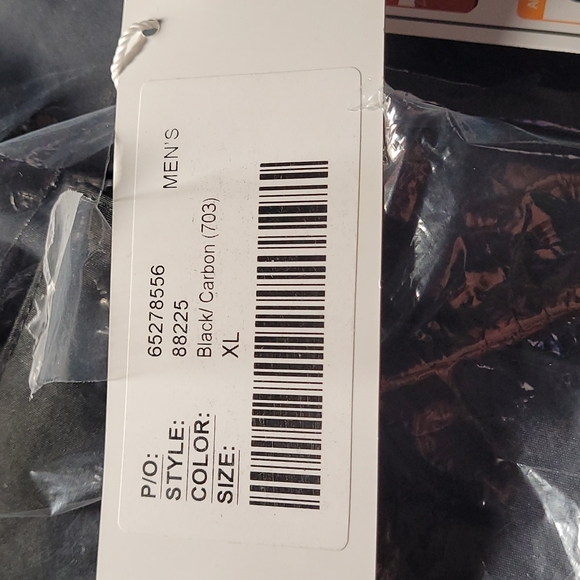 P/O: 65278556
STYLE: 88225 MEN'S
COLOR: Black/ Carbon (703)
SIZE: XL